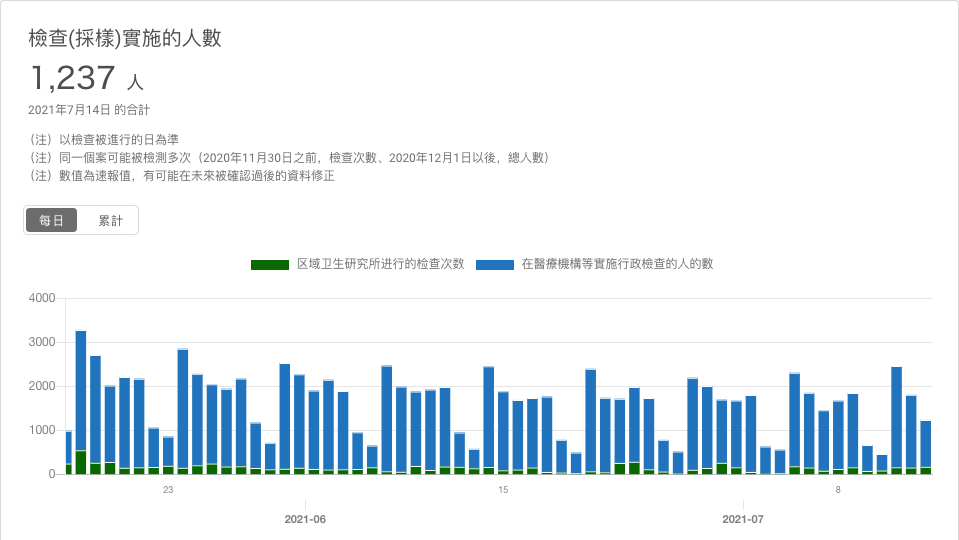 檢查(採樣)實施的人數
1,237 人
2021年7月14日 的合計
（注）以檢查被進行的日為準
（注）同一個案可能被檢測多次（2020年11月30日之前，檢查次數、2020年12月1日以後，總人數）
（注）數值為速報值，有可能在未來被確認過後的資料修正
每日 累計
区域卫生研究所进行的检查次数 在醫療機構等實施行政檢查的人的數
4000
3000
2000
1000
0
23 15 8
2021-06 2021-07